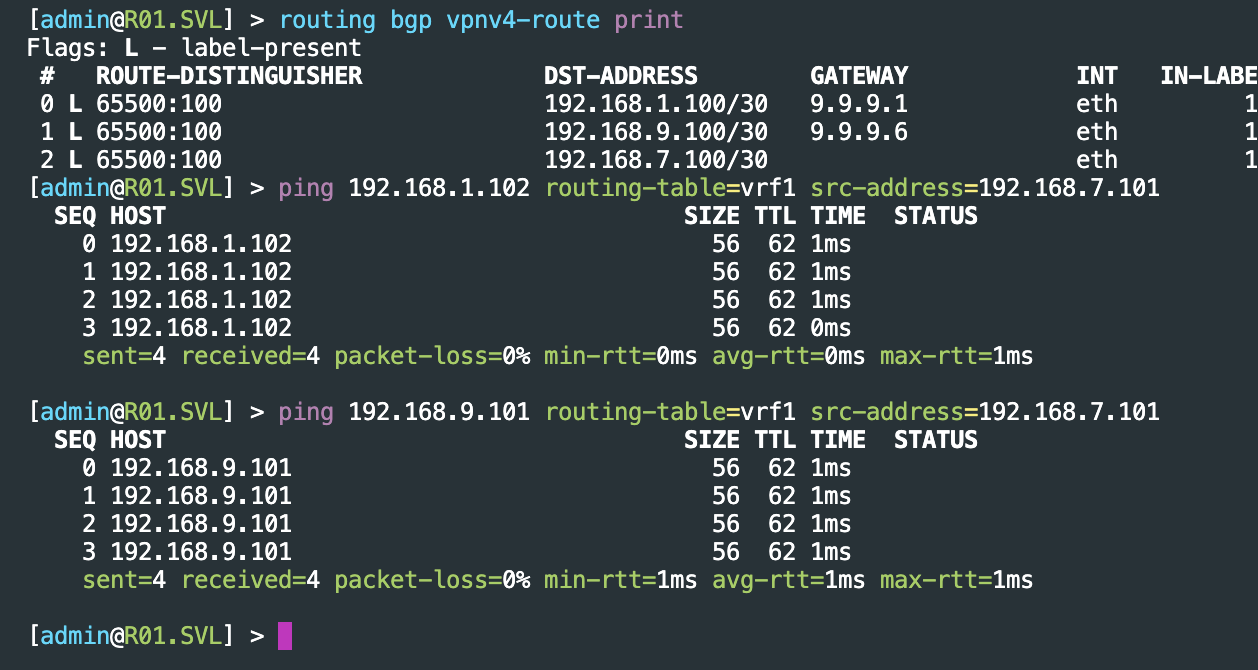 [admin@R01.SVL] > routing bgp vpnv4-route print
Flags: L - label-present
# ROUTE-DISTINGUISHER DST-ADDRESS GATEWAY INT IN-LABE
0 L 65500:100 192.168.1.100/30 9.9.9.1 eth 1
1 L 65500:100 192.168.9.100/30 9.9.9.6 eth 1
2 L 65500:100 192.168.7.100/30 eth 1
[admin@R01.SVL] > ping 192.168.1.102 routing-table=vrf1 src-address=192.168.7.101
SEQ HOST SIZE TTL TIME STATUS
0 192.168.1.102 56 62 1ms
1 192.168.1.102 56 62 1ms
2 192.168.1.102 56 62 1ms
3 192.168.1.102 56 62 0ms
sent=4 received=4 packet-loss=0% min-rtt=0ms avg-rtt=0ms max-rtt=1ms
[admin@R01.SVL] > ping 192.168.9.101 routing-table=vrf1 src-address=192.168.7.101
SEQ HOST SIZE TTL TIME STATUS
0 192.168.9.101 56 62 1ms
1 192.168.9.101 56 62 1ms
2 192.168.9.101 56 62 1ms
3 192.168.9.101 56 62 1ms
sent=4 received=4 packet-loss=0% min-rtt=1ms avg-rtt=1ms max-rtt=1ms
[admin@R01.SVL] >